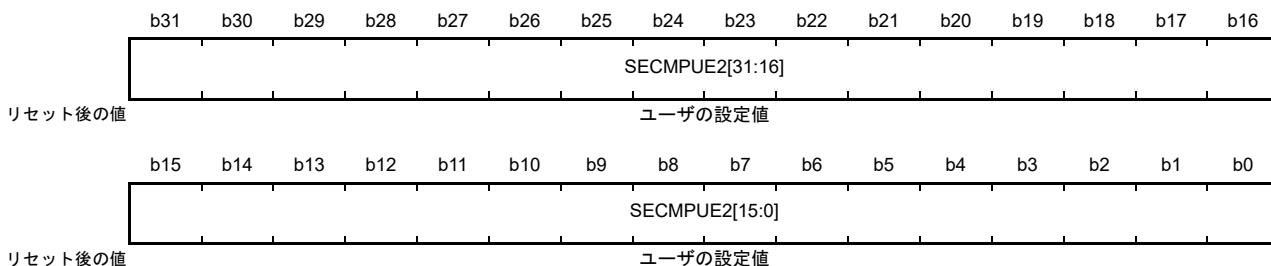 b31 b30 b29 b28 b27 b26 b25 b24 b23 b22 b21 b20 b19 b18 b17 b16
SECMPUE2[31:16]
リセット後の値 ユーザの設定値
b15 b14 b13 b12 b11 b10 b9 b8 b7 b6 b5 b4 b3 b2 b1 b0
SECMPUE2[15:0]
リセット後の値 ユーザの設定値